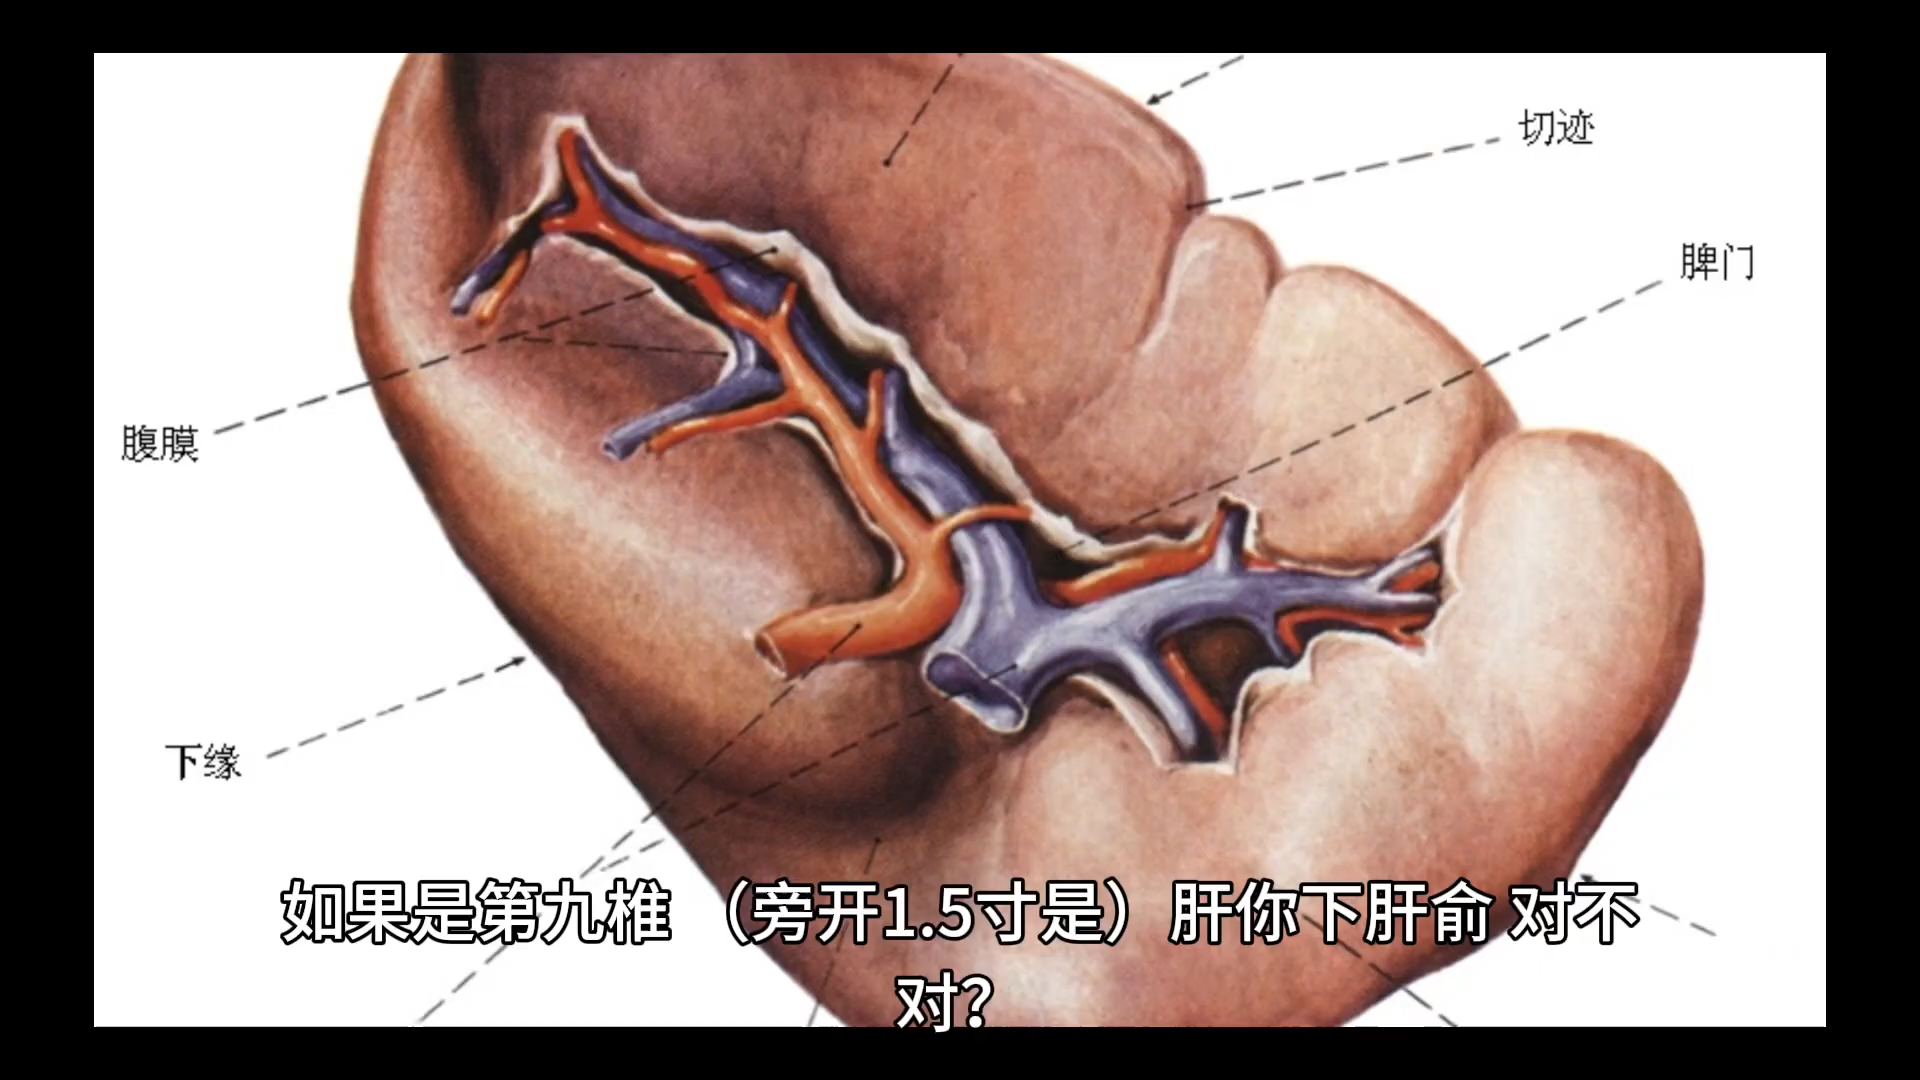 切迹
脾门
腹膜
下缘
如果是第九椎 （旁开1.5寸是）肝你下肝俞 对不
对？